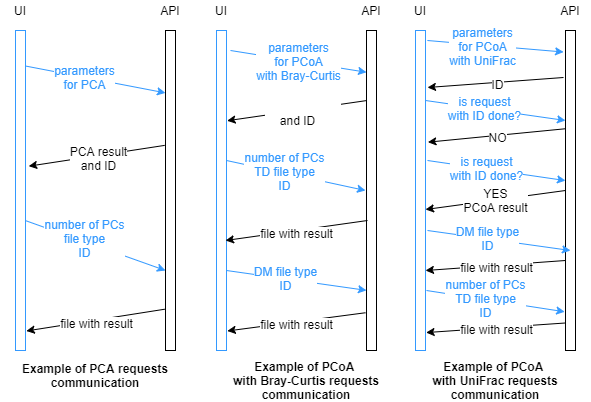 UI
API
parameters
for PCA
PCA result
and ID
number of PCs
file type
ID
file with result
Example of PCA requests
communication
UI
API
parameters
for PCoA
with Bray-Curtis
and ID
number of PCs
TD file type
ID
file with result
DM file type
ID
file with result
Example of PCoA
with Bray-Curtis requests
communication
UI
API
parameters
for PCoA
with UniFrac
ID
is request
with ID done?
NO
is request
with ID done?
YES
PCoA result
DM file type
ID
file with result
number of PCs
TD file type
ID
file with result
Example of PCoA
with UniFrac requests
communication